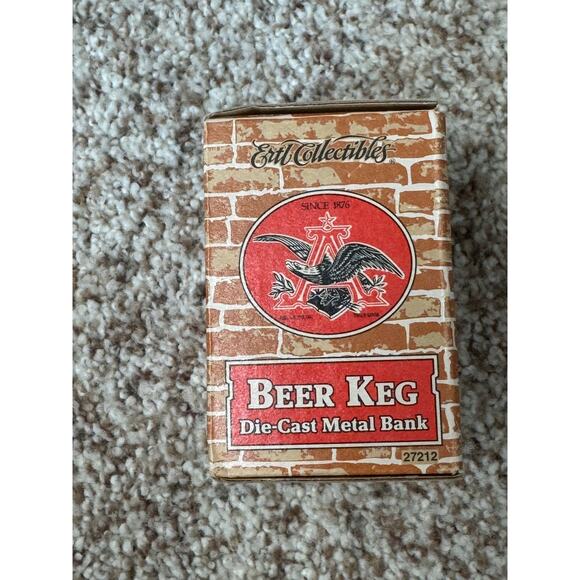 Ertl Collectibles®
SINCE 1876
BEER KEG
Die-Cast Metal Bank
27212